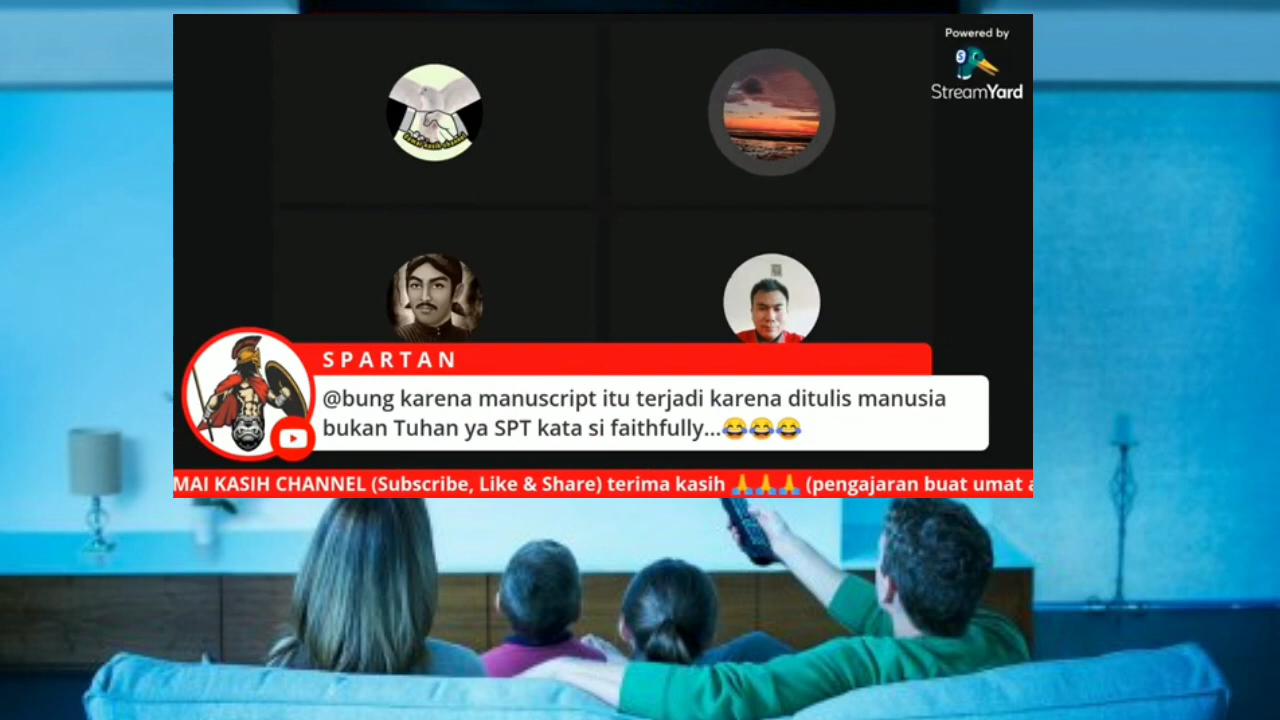 Powered by
StreamYard
SPARTAN
@bung karena manuscript itu terjadi karena ditulis manusia
bukan Tuhan ya SPT kata si faithfully...😂😂😂
MAI KASIH CHANNEL (Subscribe, Like & Share) terima kasih 🙏🙏🙏 (pengajaran buat umat a